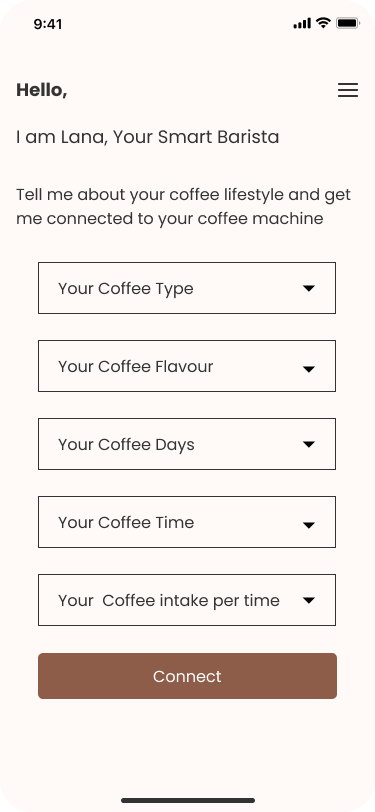 9:41
Hello,
I am Lana, Your Smart Barista
Tell me about your coffee lifestyle and get
me connected to your coffee machine
Your Coffee Type
Your Coffee Flavour
Your Coffee Days
Your Coffee Time
Your  Coffee intake per time
Connect